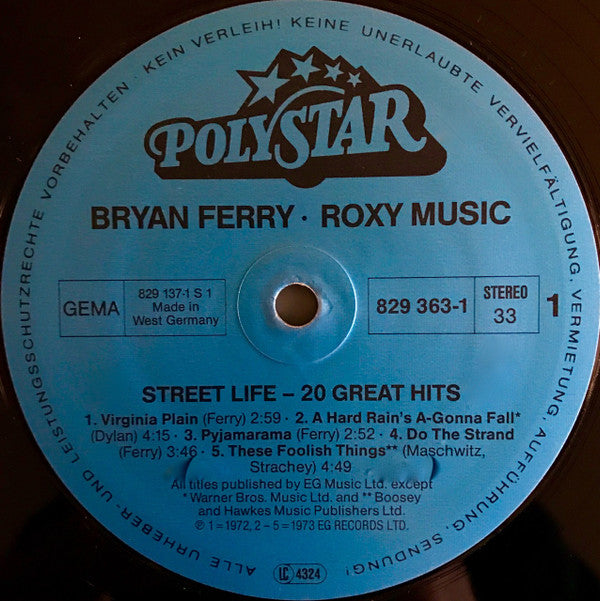 ALLE URHEBER- UND LEISTUNGSSCHUTZRECHTE VORBEHALTEN · KEIN VERLEIH! KEINE UNERLAUBTE VERVIELFÄLTIGUNG, VERMIETUNG, AUFFÜHRUNG, SENDUNG!
POLYSTAR
BRYAN FERRY · ROXY MUSIC
GEMA
829 137-1 S 1
Made in
West Germany
829 363-1
STEREO
33
1
STREET LIFE – 20 GREAT HITS
1. Virginia Plain (Ferry) 2:59 · 2. A Hard Rain's A-Gonna Fall*
(Dylan) 4:15 · 3. Pyjamarama (Ferry) 2:52 · 4. Do The Strand
(Ferry) 3:46 · 5. These Foolish Things** (Maschwitz,
Strachey) 4:49
All titles published by EG Music Ltd. except
* Warner Bros. Music Ltd. and ** Boosey
and Hawkes Music Publishers Ltd.
℗ 1 = 1972, 2 – 5 = 1973 EG RECORDS LTD.
LC 4324